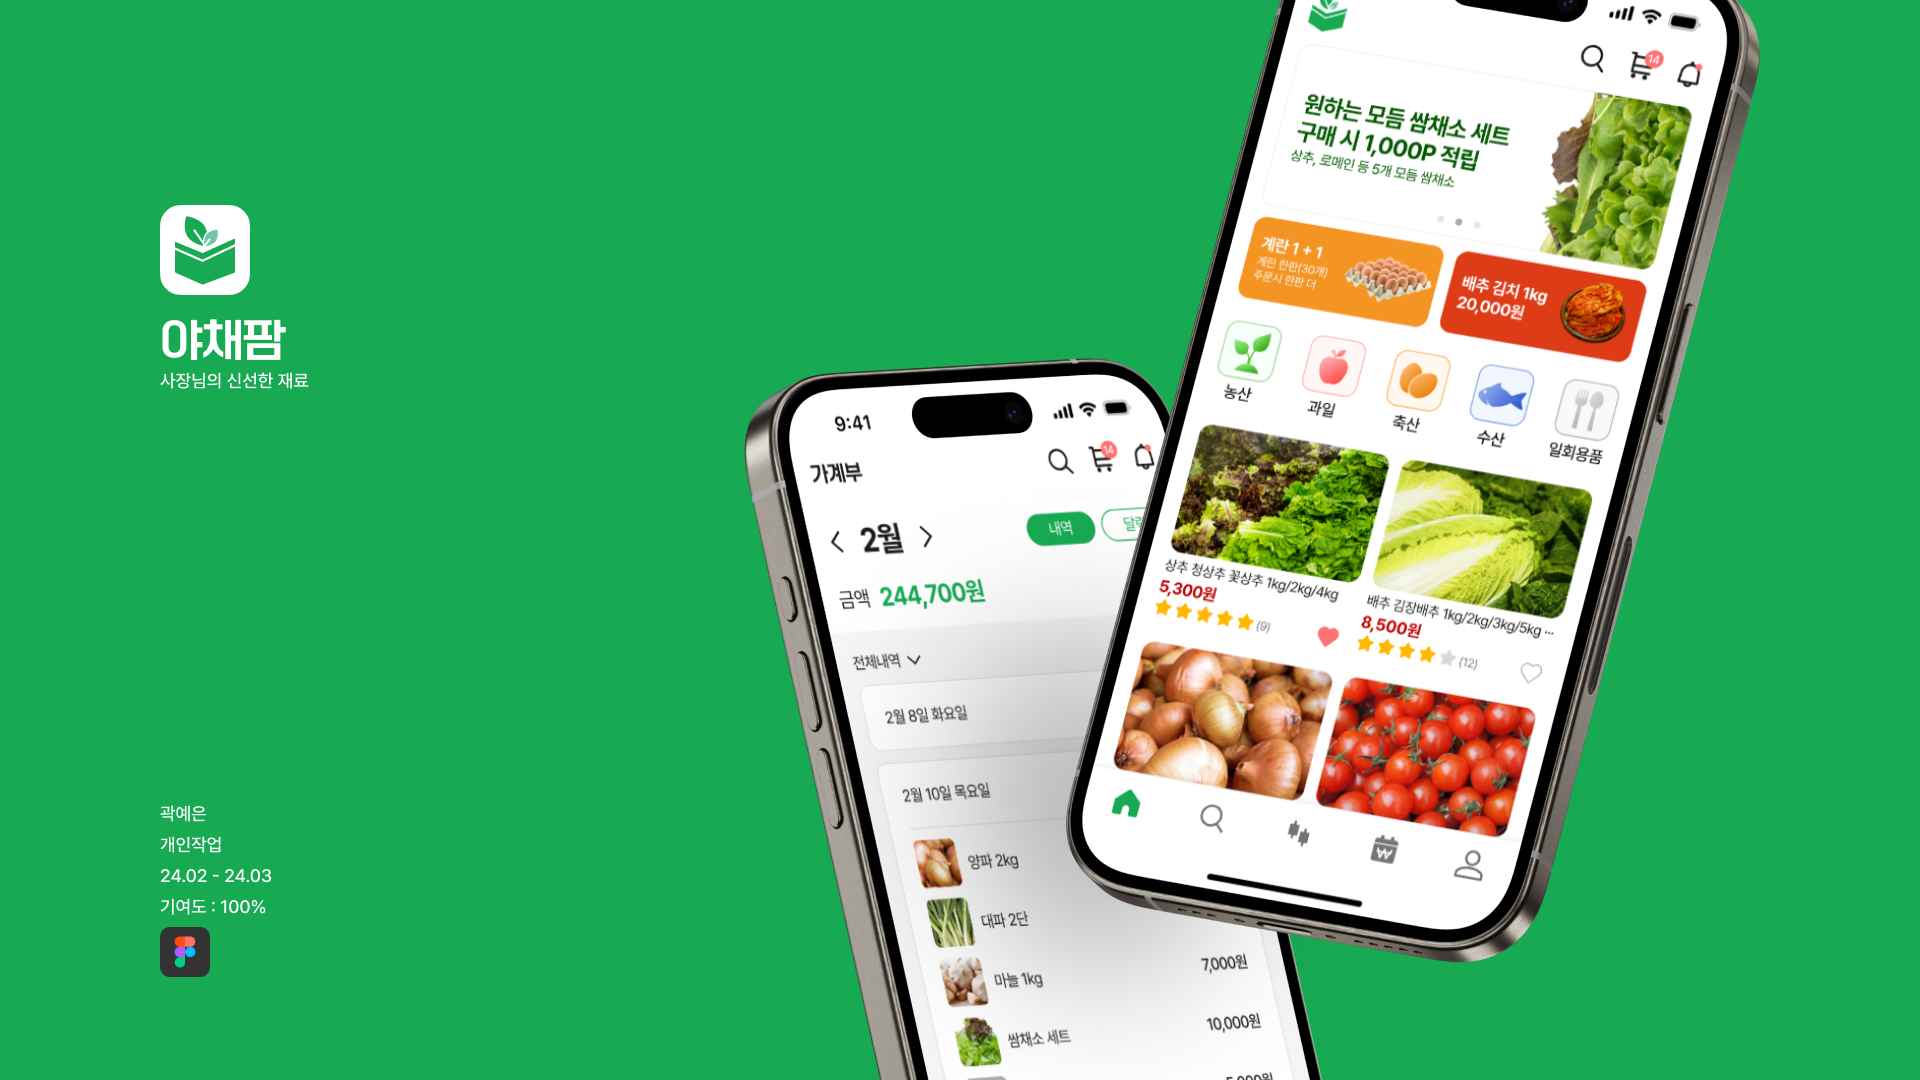 야채팜
사장님의 신선한 재료
곽예은
개인작업
24.02 - 24.03
기여도 : 100%
9:41
가계부
14
2월
내역
금액 244,700원
전체내역
2월 8일 화요일
2월 10일 목요일
양파 2kg
대파 2단
마늘 1kg
7,000원
쌈채소 세트
10,000원
14
원하는 모듬 쌈채소 세트
구매 시 1,000P 적립
상추, 로메인 등 5개 모듬 쌈채소
계란 1 + 1
계란 한판(30개)
주문시 한판 더
배추 김치 1kg
20,000원
농산
과일
축산
수산
일회용품
상추 청상추 꽃상추 1kg/2kg/4kg
5,300원
(9)
배추 김장배추 1kg/2kg/3kg/5kg ...
8,500원
(12)